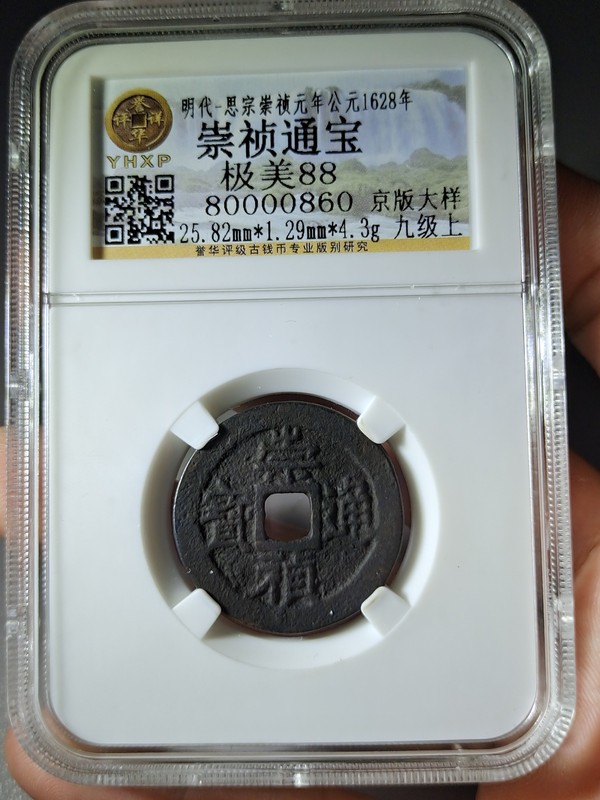 明代-思宗崇祯元年公元1628年
崇祯通宝
极美88
80000860 京版大样
25.82mm*1.29mm*4.3g 九级上
誉华评级古钱币专业版别研究
YHXP
崇禎通寳